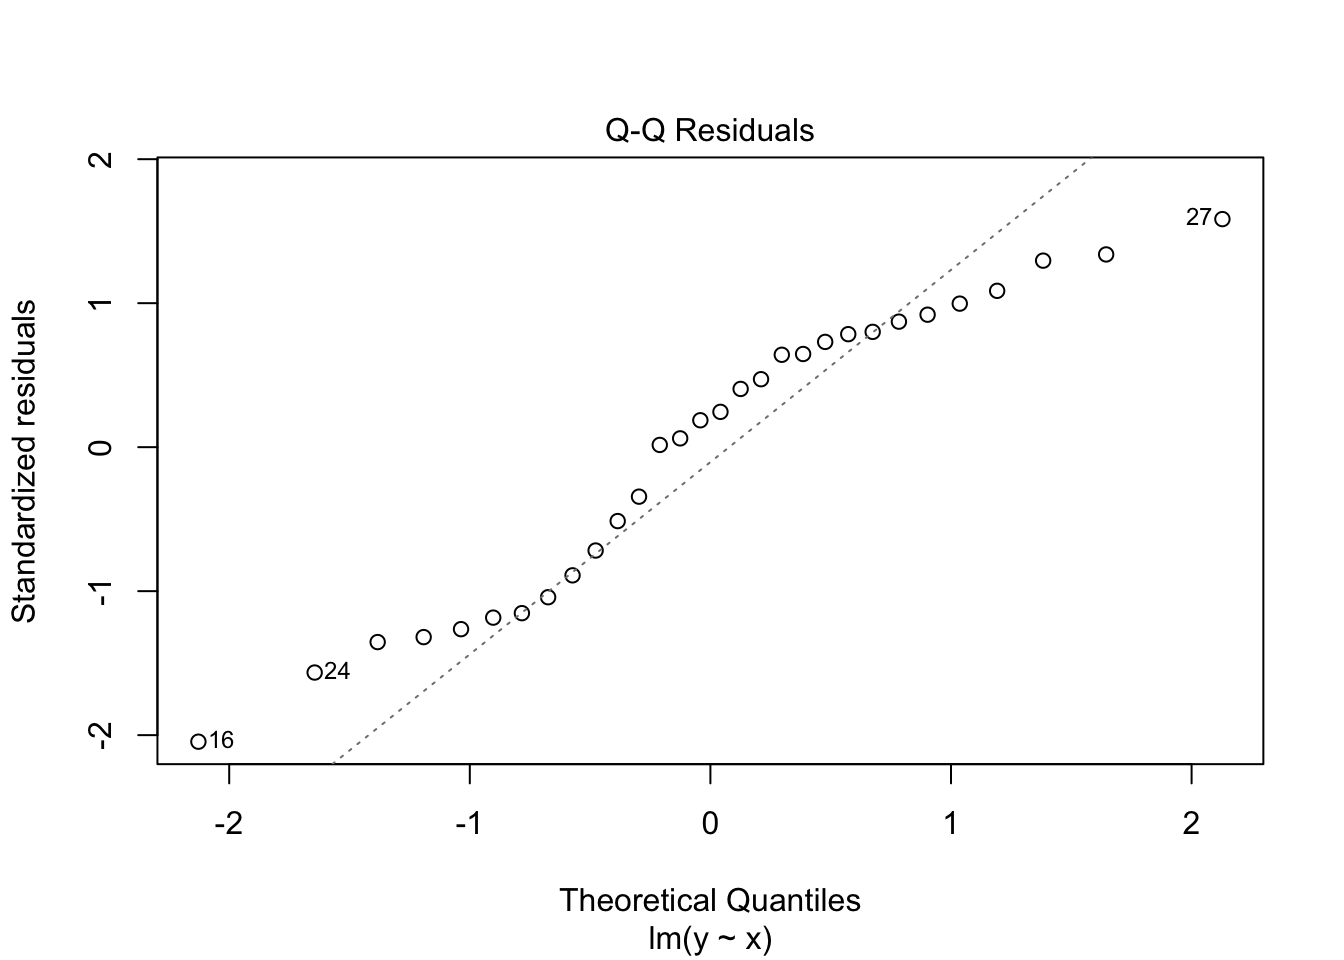 Q-Q Residuals
2
1
0
-1
-2
Standardized residuals
27
24
16
-2 -1 0 1 2
Theoretical Quantiles
lm(y ~ x)